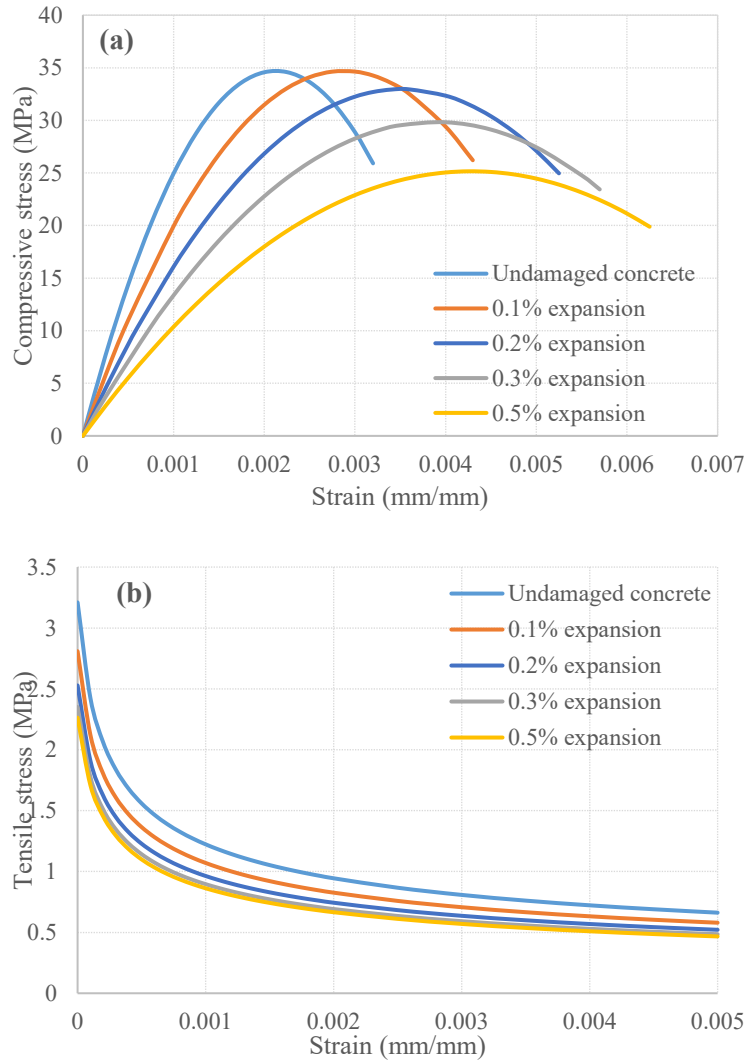 (a)
Compressive stress (MPa)
40
35
30
25
20
15
10
5
0
Undamaged concrete
0.1% expansion
0.2% expansion
0.3% expansion
0.5% expansion
0 0.001 0.002 0.003 0.004 0.005 0.006 0.007
Strain (mm/mm)
(b)
Tensile stress (MPa)
3.5
3
2.5
2
1.5
1
0.5
0
Undamaged concrete
0.1% expansion
0.2% expansion
0.3% expansion
0.5% expansion
0 0.001 0.002 0.003 0.004 0.005
Strain (mm/mm)